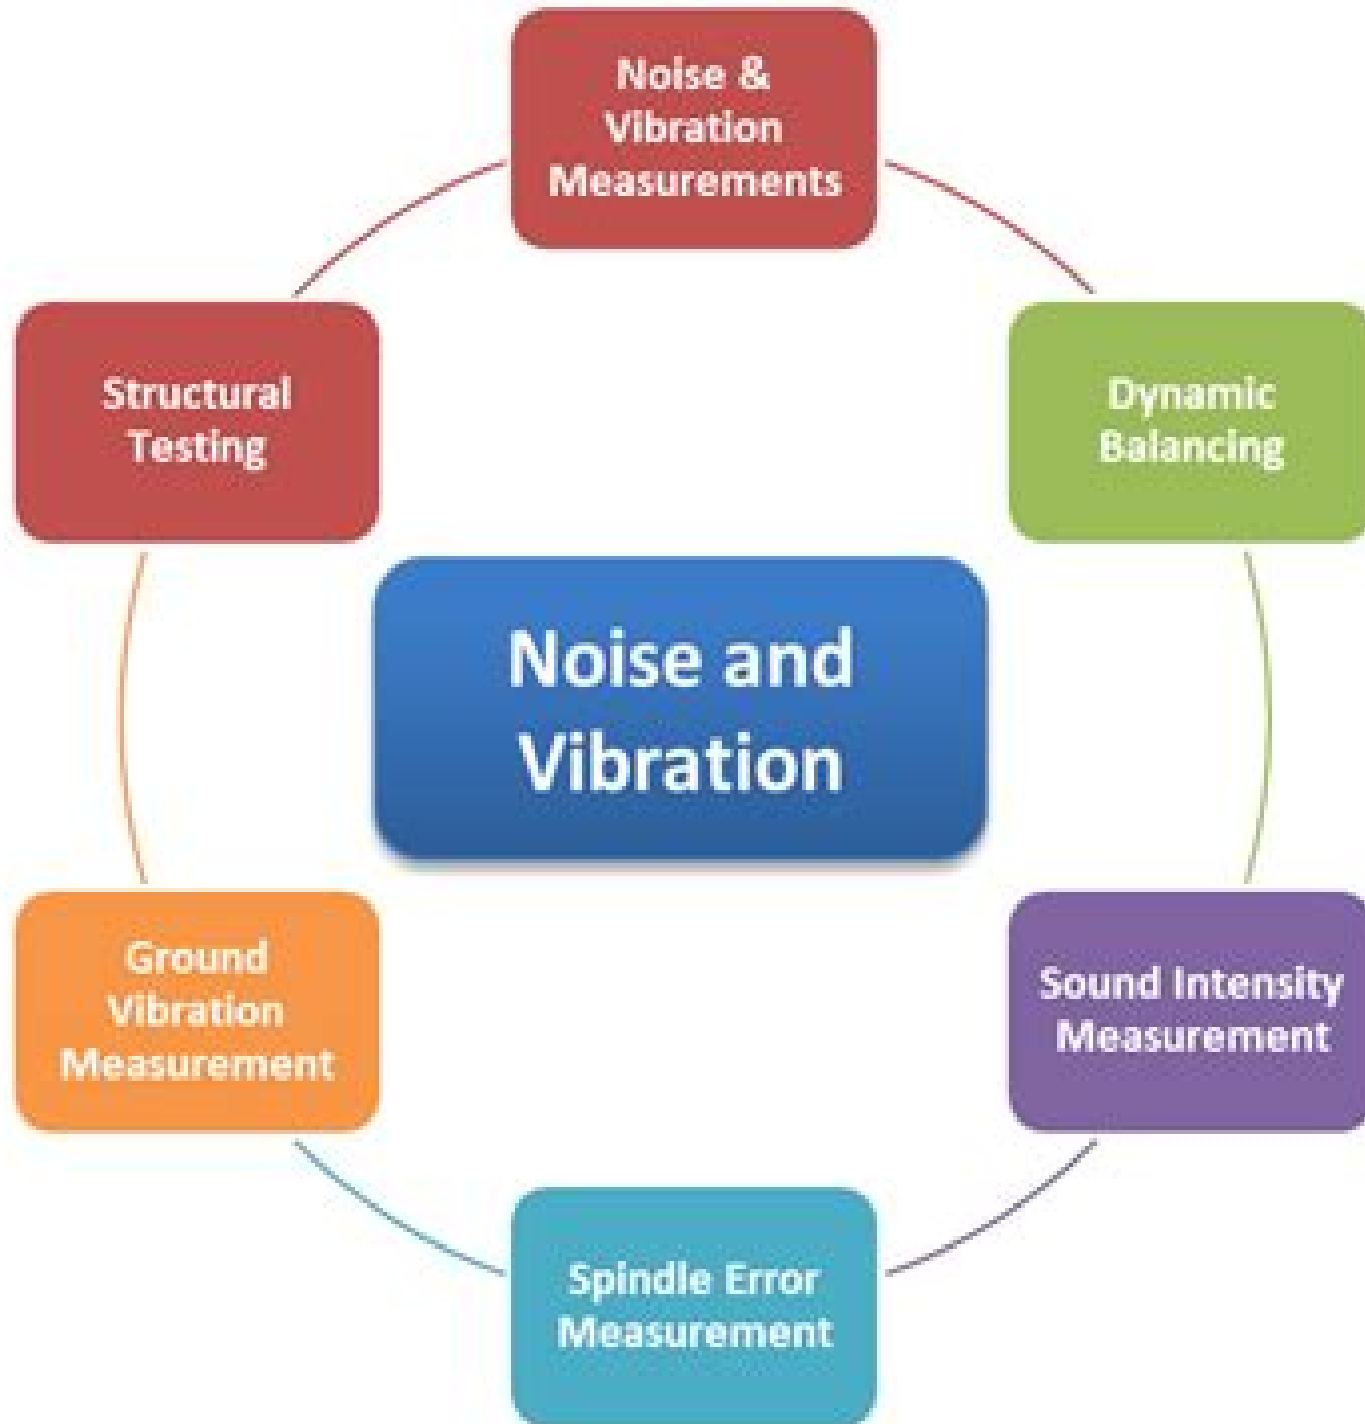 Noise &
Vibration
Measurements
Structural
Testing
Dynamic
Balancing
Noise and
Vibration
Ground
Vibration
Measurement
Sound Intensity
Measurement
Spindle Error
Measurement